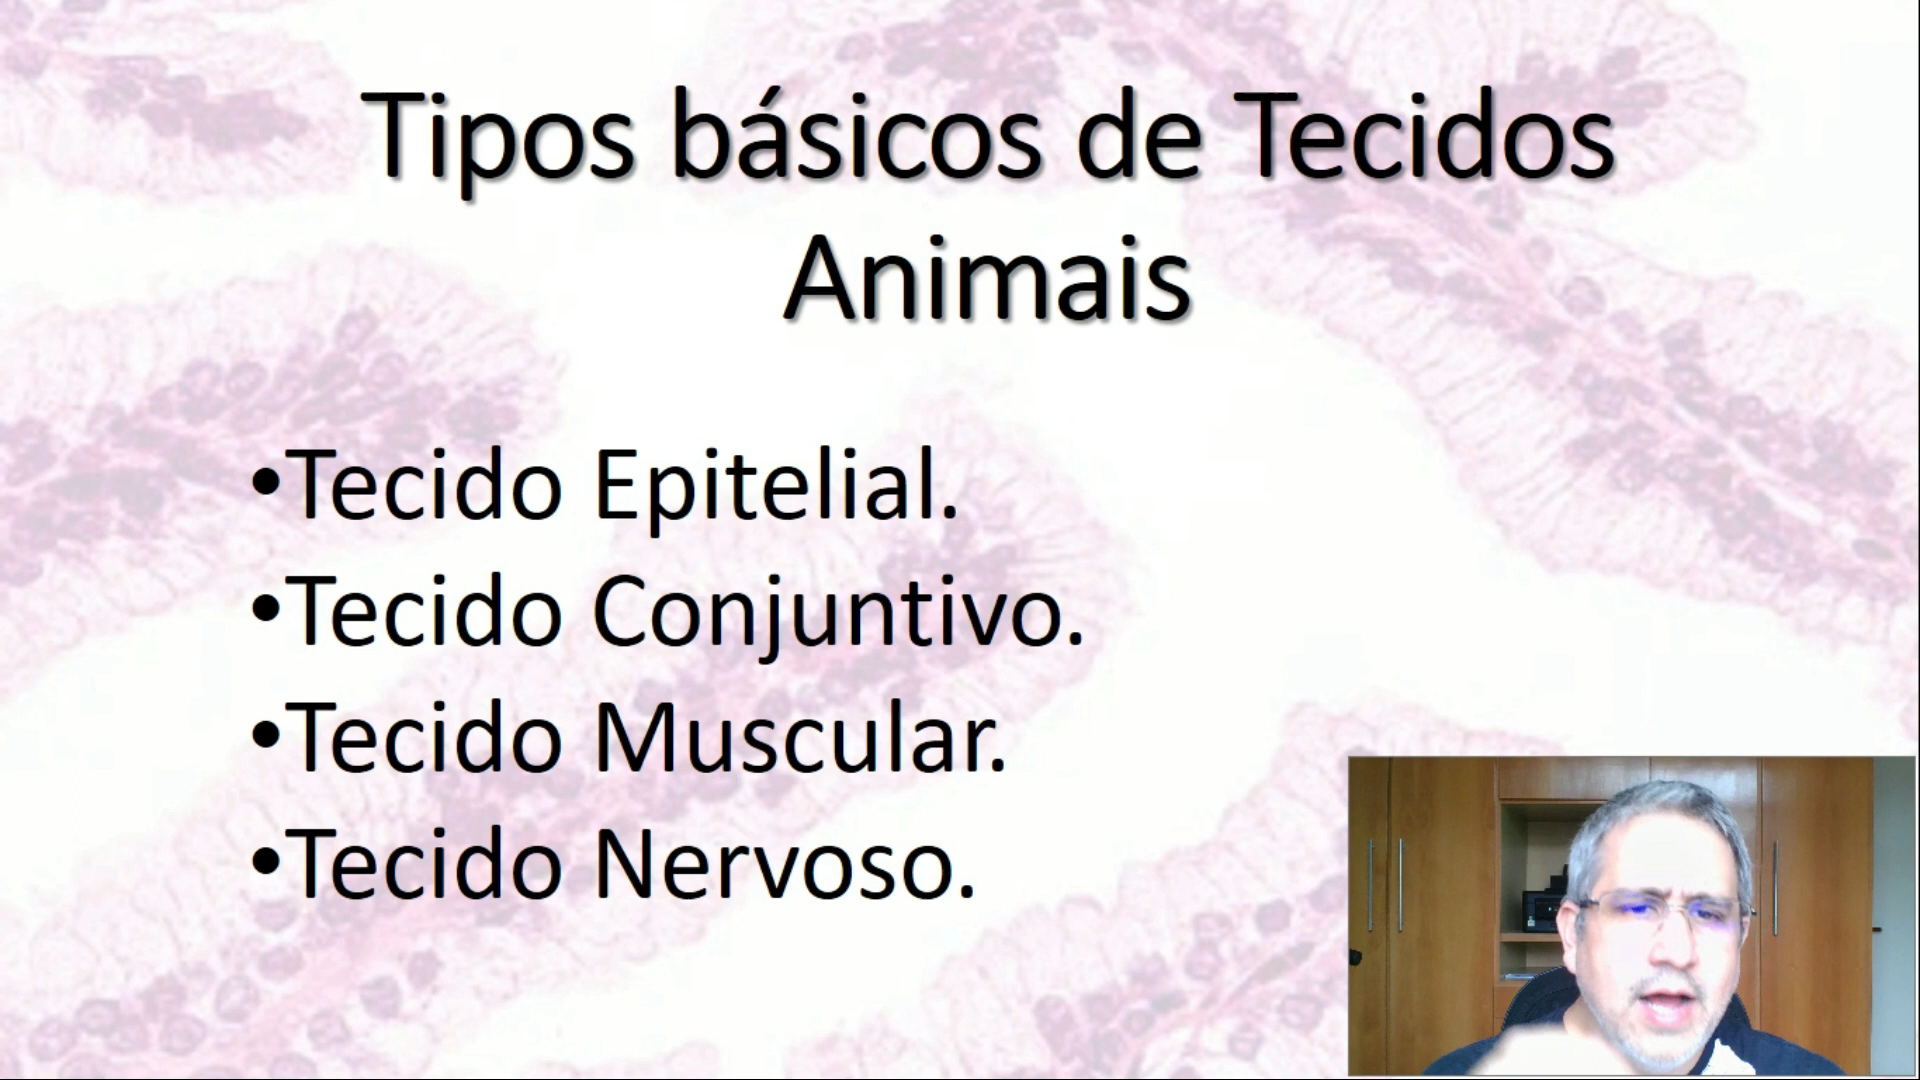 Tipos básicos de Tecidos
Animais
•Tecido Epitelial.
•Tecido Conjuntivo.
•Tecido Muscular.
•Tecido Nervoso.